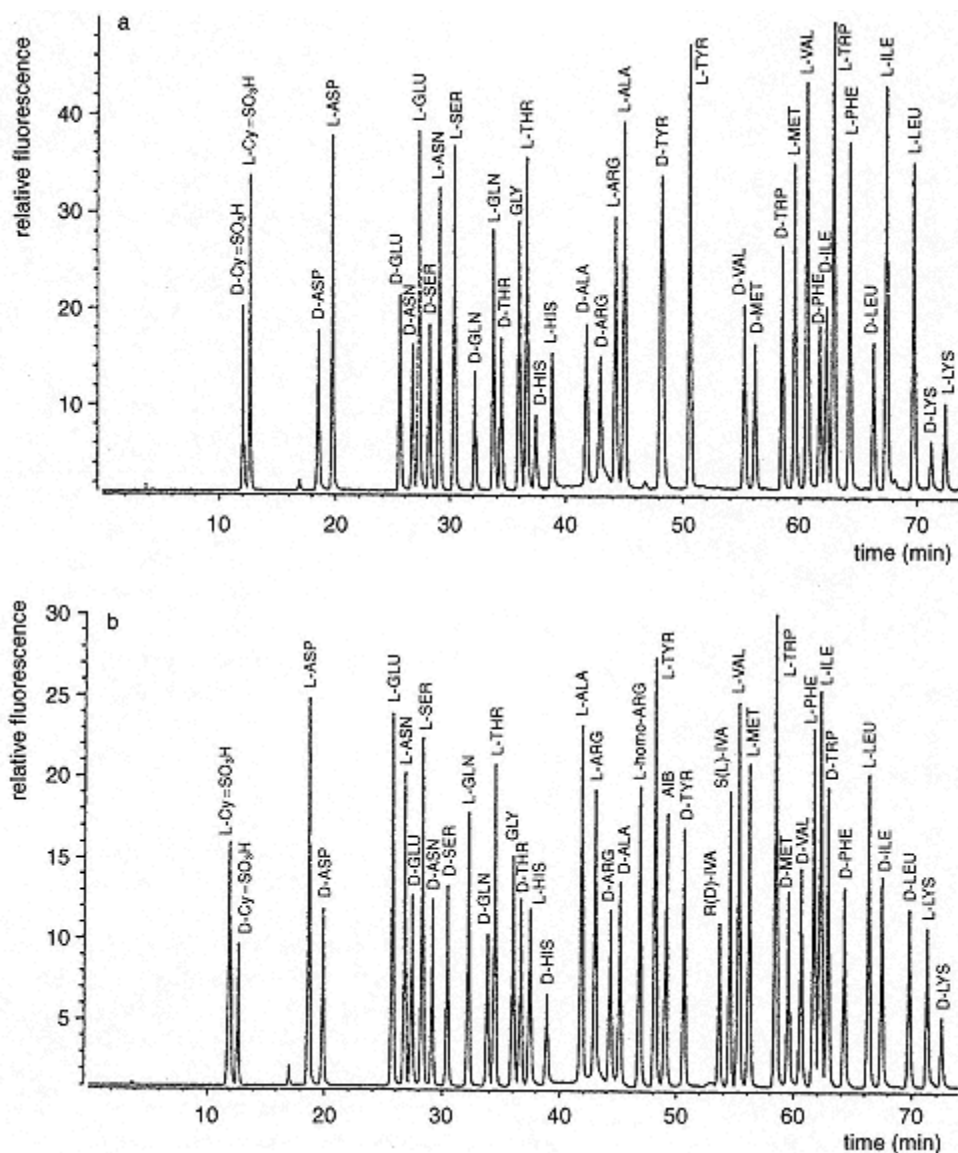 a
relative fluorescence
40
30
20
10
D-Cy=SO₃H
L-Cy=SO₃H
D-ASP
L-ASP
D-GLU
D-ASN
L-GLU
D-SER
L-ASN
L-SER
D-GLN
L-GLN
D-THR
GLY
L-THR
D-HIS
L-HIS
D-ALA
D-ARG
L-ARG
L-ALA
D-TYR
L-TYR
D-VAL
D-MET
D-TRP
L-MET
L-VAL
D-PHE
D-ILE
L-TRP
L-PHE
D-LEU
L-ILE
L-LEU
D-LYS
L-LYS
10 20 30 40 50 60 70
time (min)
b
relative fluorescence
30
25
20
15
10
5
L-Cy=SO₃H
D-Cy-SO₃H
L-ASP
D-ASP
L-GLU
L-ASN
D-GLU
L-SER
D-ASN
D-SER
L-GLN
D-GLN
L-THR
GLY
D-THR
L-HIS
D-HIS
L-ALA
L-ARG
D-ARG
D-ALA
L-homo-ARG
L-TYR
AIB
D-TYR
R(D)-IVA
S(L)-IVA
L-VAL
L-MET
L-TRP
D-MET
D-VAL
L-PHE
L-ILE
D-TRP
D-PHE
L-LEU
D-ILE
D-LEU
L-LYS
D-LYS
10 20 30 40 50 60 70
time (min)